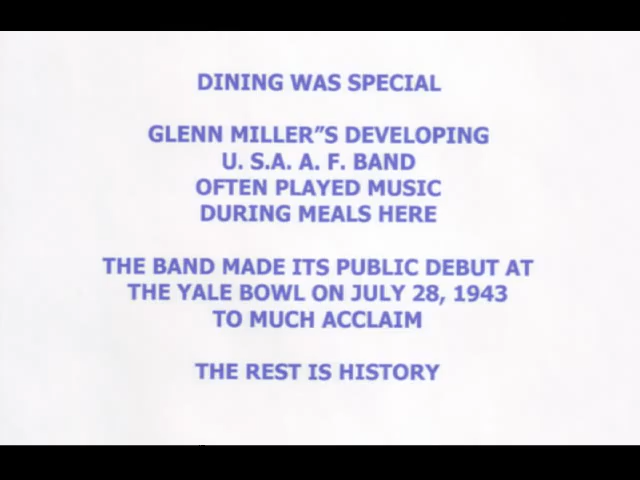 DINING WAS SPECIAL
GLENN MILLER"S DEVELOPING
U. S.A. A. F. BAND
OFTEN PLAYED MUSIC
DURING MEALS HERE
THE BAND MADE ITS PUBLIC DEBUT AT
THE YALE BOWL ON JULY 28, 1943
TO MUCH ACCLAIM
THE REST IS HISTORY